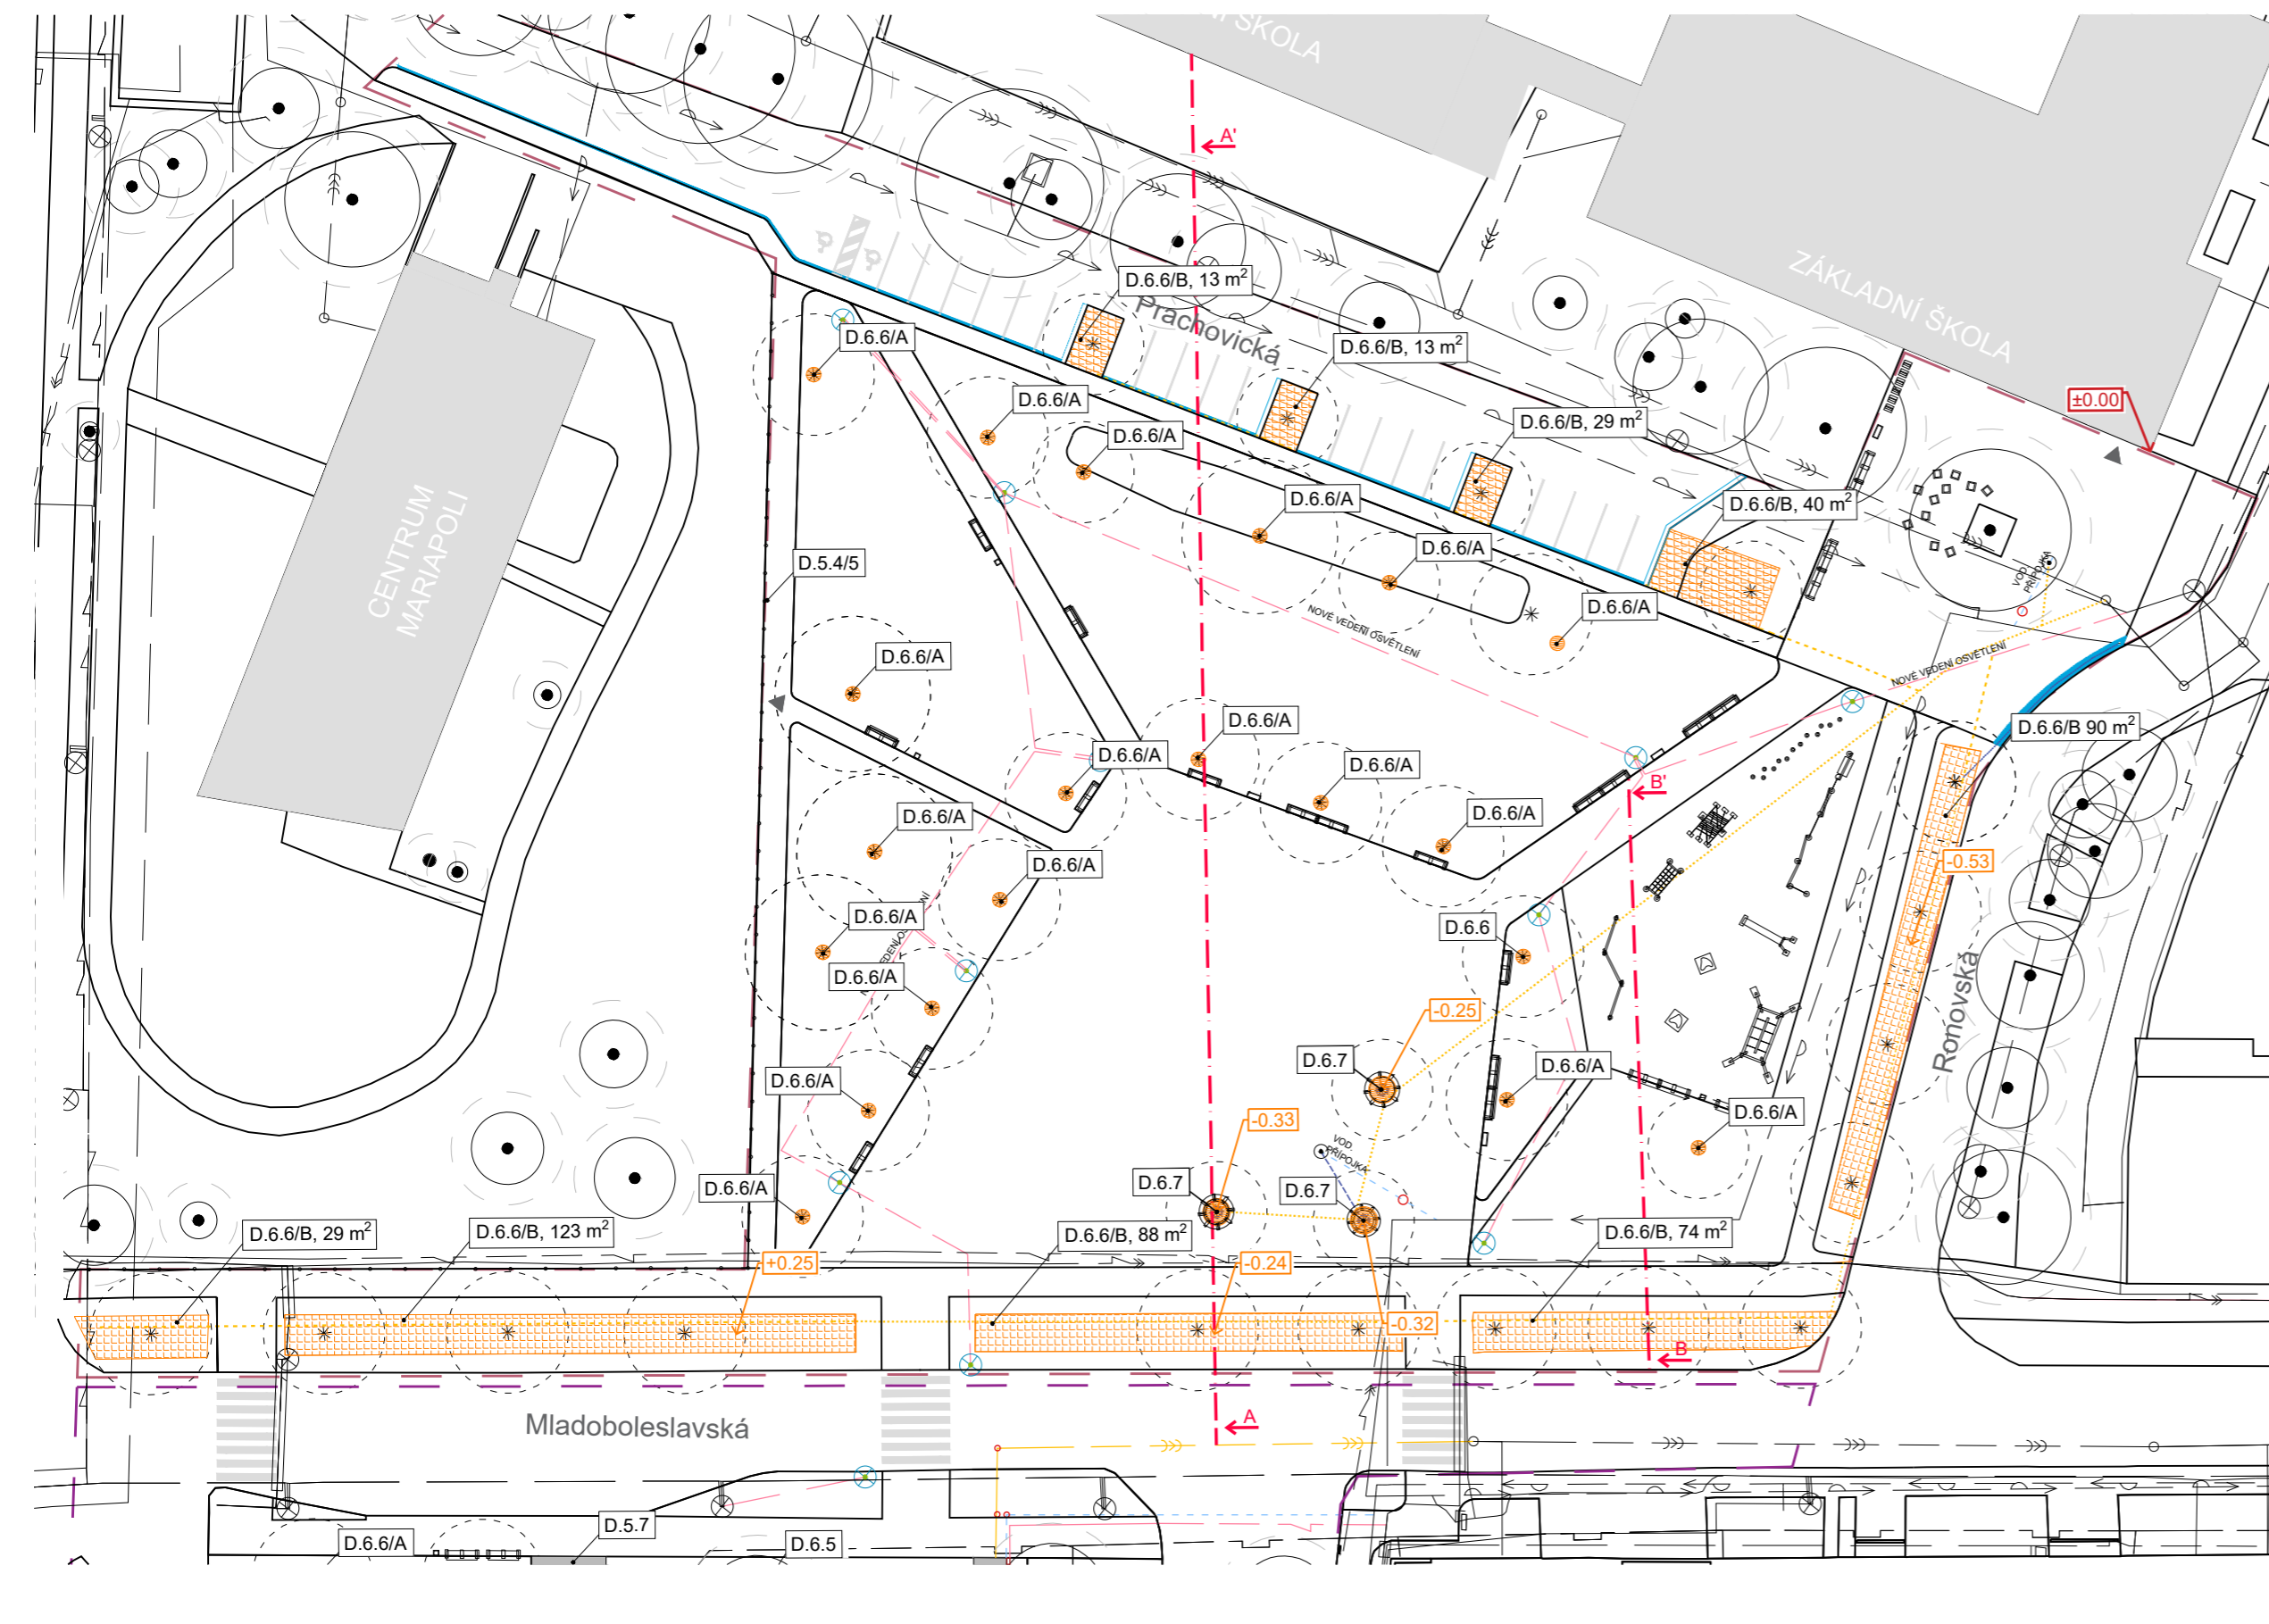 ŠKOLA
A'
ZÁKLADNÍ ŠKOLA
D.6.6/B, 13 m²
Prachovická
D.6.6/A
D.6.6/B, 13 m²
±0.00
D.6.6/A
D.6.6/B, 29 m²
D.6.6/A
D.6.6/A
D.6.6/B, 40 m²
CENTRUM
MARIAPOLI
D.5.4/5
D.6.6/A
VOD.
PŘÍPOJKA
D.6.6/A
NOVÉ VEDENÍ OSVĚTLENÍ
NOVÉ VEDENÍ OSVĚTLENÍ
D.6.6/A
D.6.6/A
D.6.6/B 90 m²
D.6.6/A
D.6.6/A
B'
D.6.6/A
D.6.6/A
D.6.6/A
-0.53
D.6.6/A
D.6.6
D.6.6/A
Ronovská
-0.25
D.6.7
D.6.6/A
D.6.6/A
-0.33
D.6.6/A
VOD.
PŘÍPOJKA
D.6.6/A
D.6.7
D.6.7
D.6.6/B, 29 m²
D.6.6/B, 123 m²
D.6.6/B, 88 m²
D.6.6/B, 74 m²
+0.25
-0.24
-0.32
B
Mladoboleslavská
A
D.6.6/A
D.5.7
D.6.5